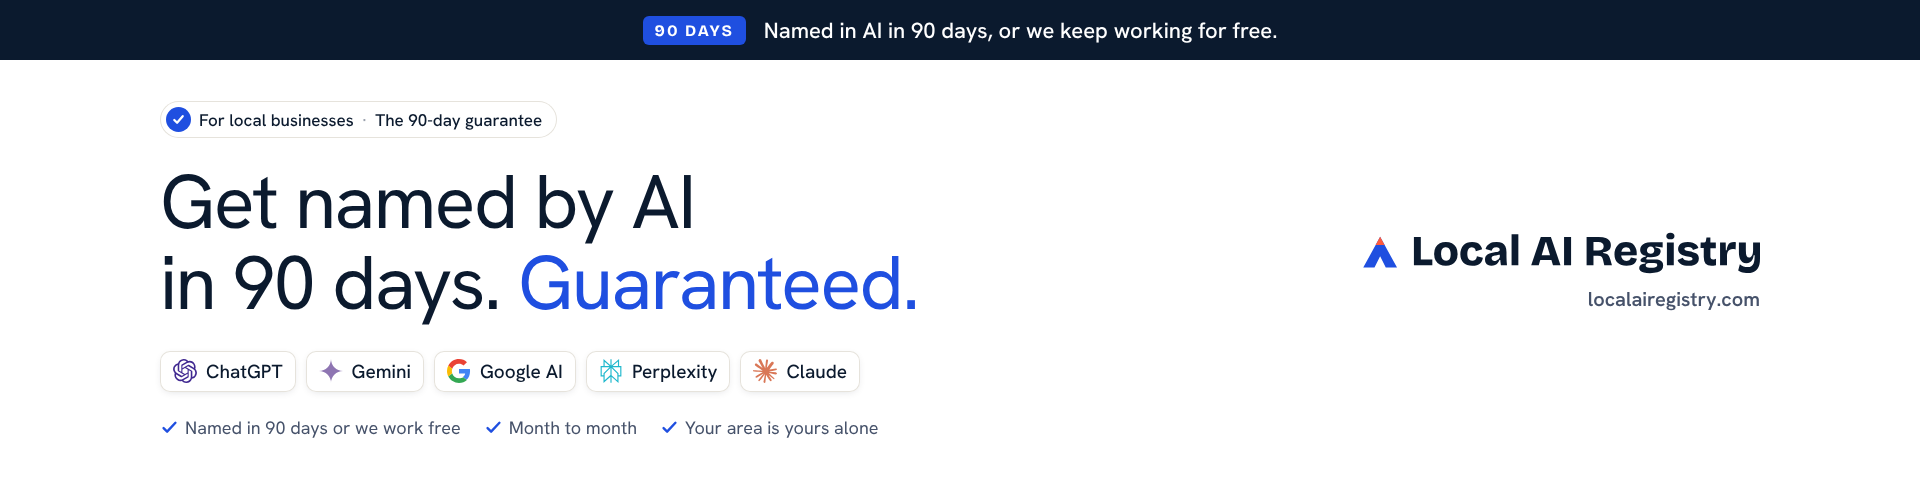 90 DAYS Named in AI in 90 days, or we keep working for free.
For local businesses · The 90-day guarantee
Get named by AI
in 90 days. Guaranteed.
ChatGPT Gemini Google AI Perplexity Claude
Named in 90 days or we work free Month to month Your area is yours alone
Local AI Registry
localairegistry.com